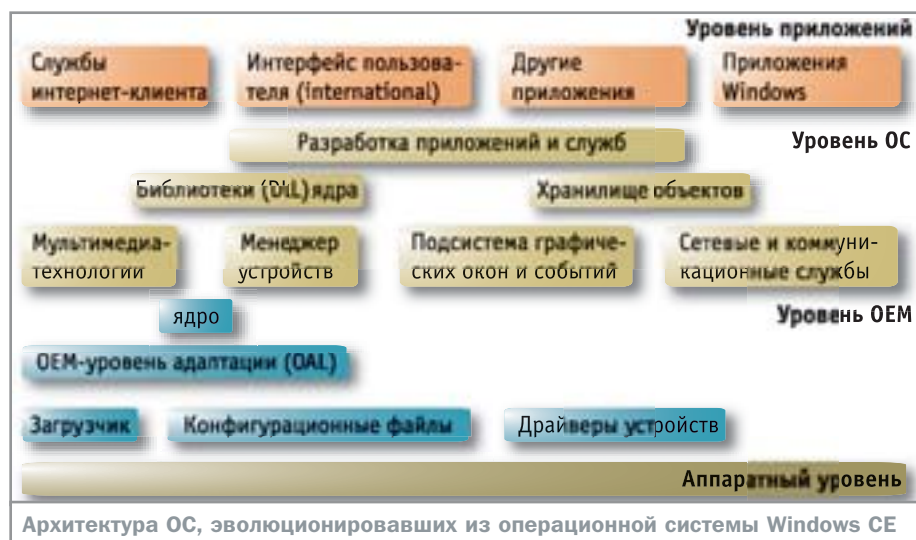 Уровень приложений
Службы
интернет-клиента
Интерфейс пользова-
теля (international)
Другие
приложения
Приложения
Windows
Разработка приложений и служб
Уровень ОС
Библиотеки (DLL) ядра
Хранилище объектов
Мультимедиа-
технологии
Менеджер
устройств
Подсистема графиче-
ских окон и событий
Сетевые и коммуни-
кационные службы
ядро
Уровень OEM
OEM-уровень адаптации (OAL)
Загрузчик
Конфигурационные файлы
Драйверы устройств
Аппаратный уровень
Архитектура ОС, эволюционировавших из операционной системы Windows CE